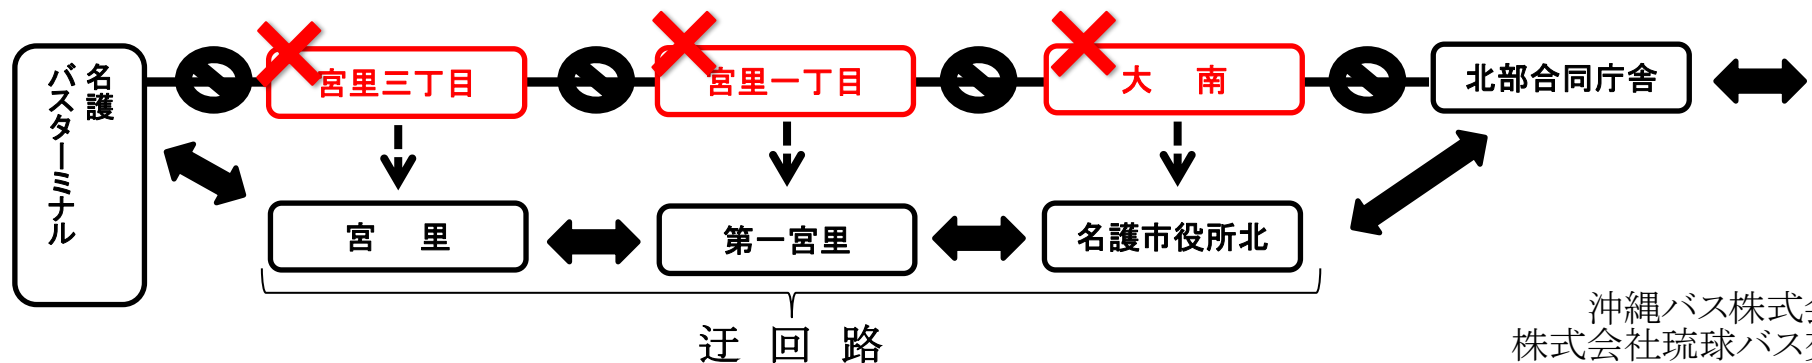 名護
バスターミナル
宮里三丁目
宮里一丁目
大　南
北部合同庁舎
宮　里
第一宮里
名護市役所北
迂 回 路
沖縄バス株式会
株式会社琉球バス